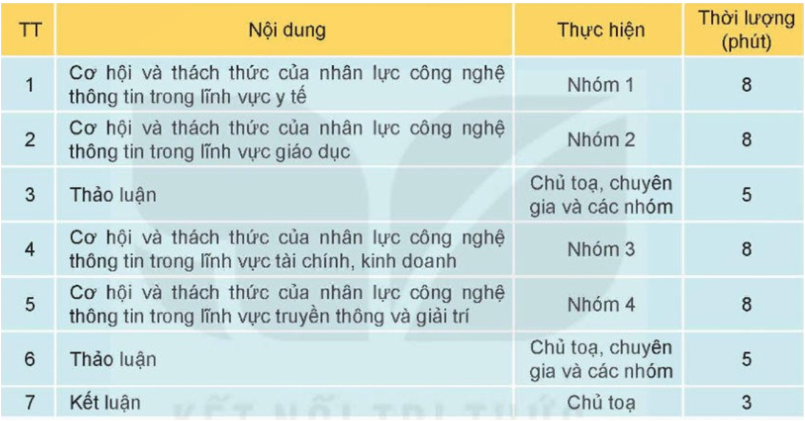 TT Nội dung Thực hiện Thời lượng
(phút)
1 Cơ hội và thách thức của nhân lực công nghệ Nhóm 1 8
thông tin trong lĩnh vực y tế
2 Cơ hội và thách thức của nhân lực công nghệ Nhóm 2 8
thông tin trong lĩnh vực giáo dục
3 Thảo luận Chủ toạ, chuyên 5
gia và các nhóm
4 Cơ hội và thách thức của nhân lực công nghệ Nhóm 3 8
thông tin trong lĩnh vực tài chính, kinh doanh
5 Cơ hội và thách thức của nhân lực công nghệ Nhóm 4 8
thông tin trong lĩnh vực truyền thông và giải trí
6 Thảo luận Chủ toạ, chuyên 5
gia và các nhóm
7 Kết luận Chủ toạ 3
KẾT NỐI TRI THỨC